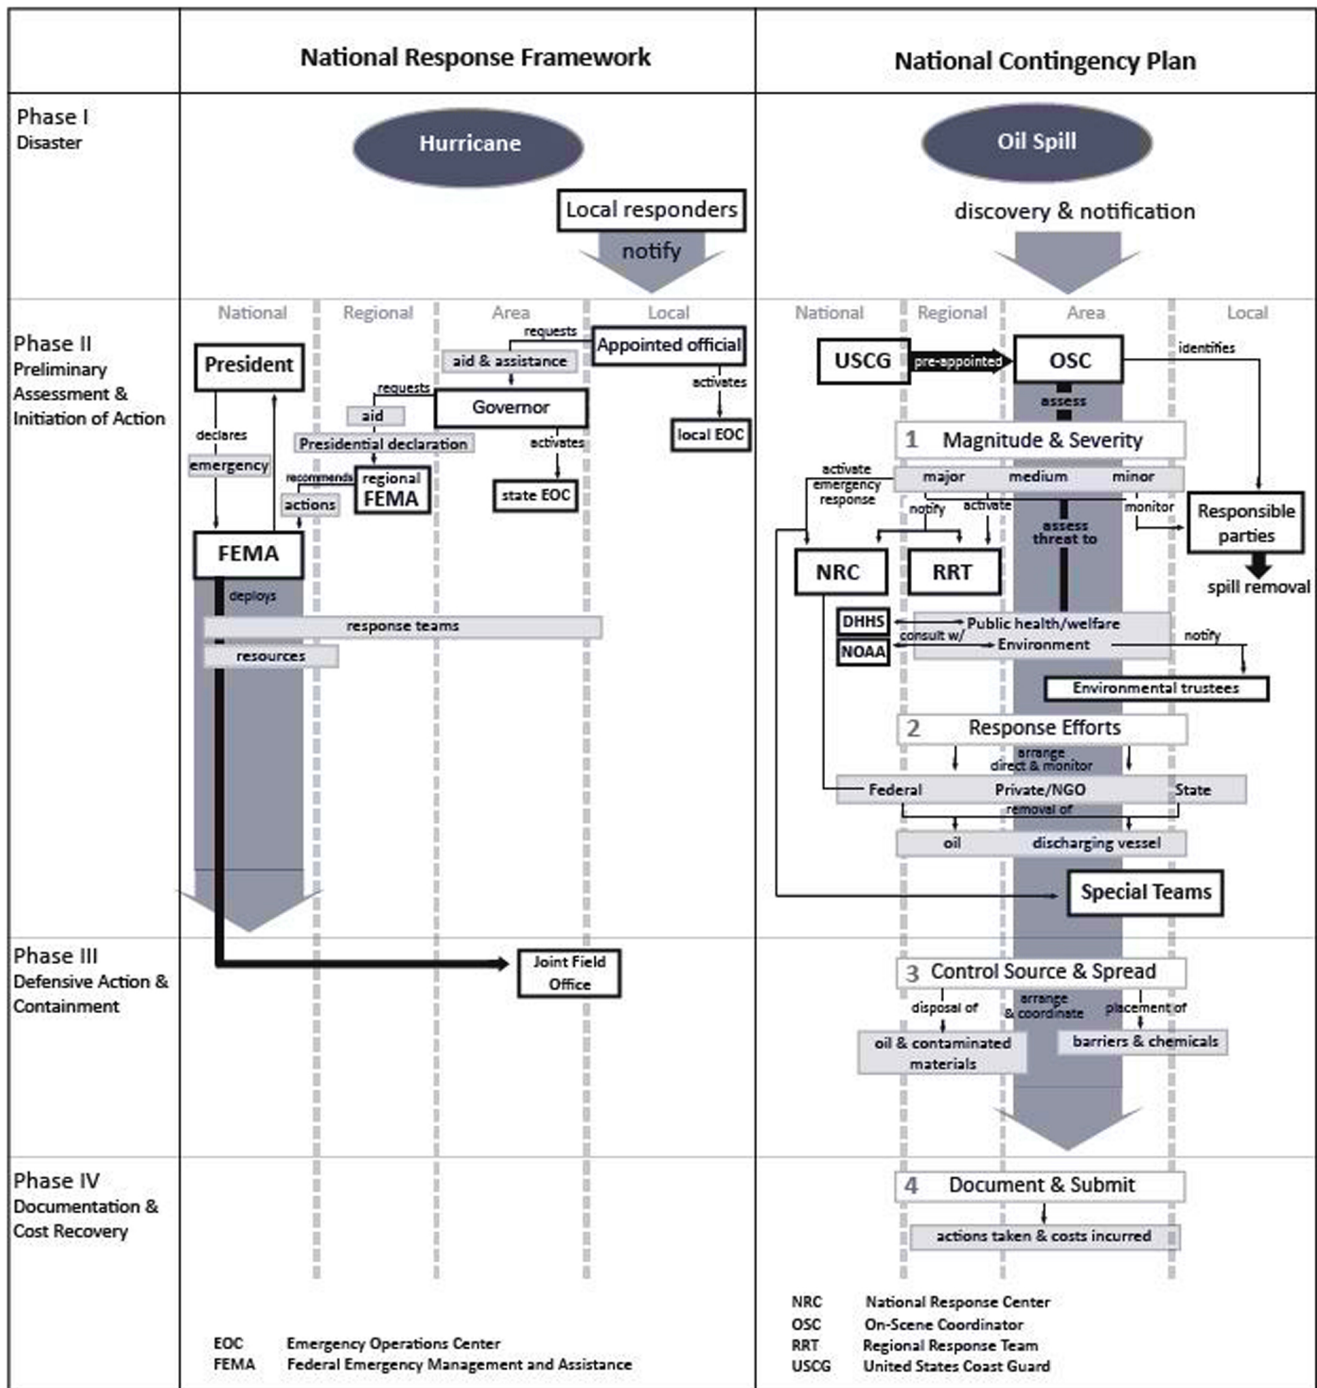 National Response Framework
National Contingency Plan
Phase I
Disaster
Hurricane
Local responders
notify
Oil Spill
discovery & notification
Phase II
Preliminary
Assessment &
Initiation of Action
National
Regional
Area
Local
President
declares
emergency
FEMA
deploys
response teams
resources
requests
aid
Presidential declaration
recommends
actions
regional
FEMA
requests
aid & assistance
Governor
activates
state EOC
Appointed official
activates
local EOC
National
Regional
Area
Local
USCG
pre-appointed
OSC
identifies
assess
1 Magnitude & Severity
major
medium
minor
activate
emergency
response
notify
activate
assess
threat to
monitor
Responsible
parties
spill removal
NRC
RRT
DHHS
Public health/welfare
consult w/
NOAA
Environment
notify
Environmental trustees
2 Response Efforts
arrange
direct & monitor
Federal
Private/NGO
State
removal of
oil
discharging vessel
Special Teams
Phase III
Defensive Action &
Containment
Joint Field
Office
3 Control Source & Spread
disposal of
arrange
& coordinate
placement of
oil & contaminated
materials
barriers & chemicals
Phase IV
Documentation &
Cost Recovery
4 Document & Submit
actions taken & costs incurred
EOC Emergency Operations Center
FEMA Federal Emergency Management and Assistance
NRC National Response Center
OSC On-Scene Coordinator
RRT Regional Response Team
USCG United States Coast Guard